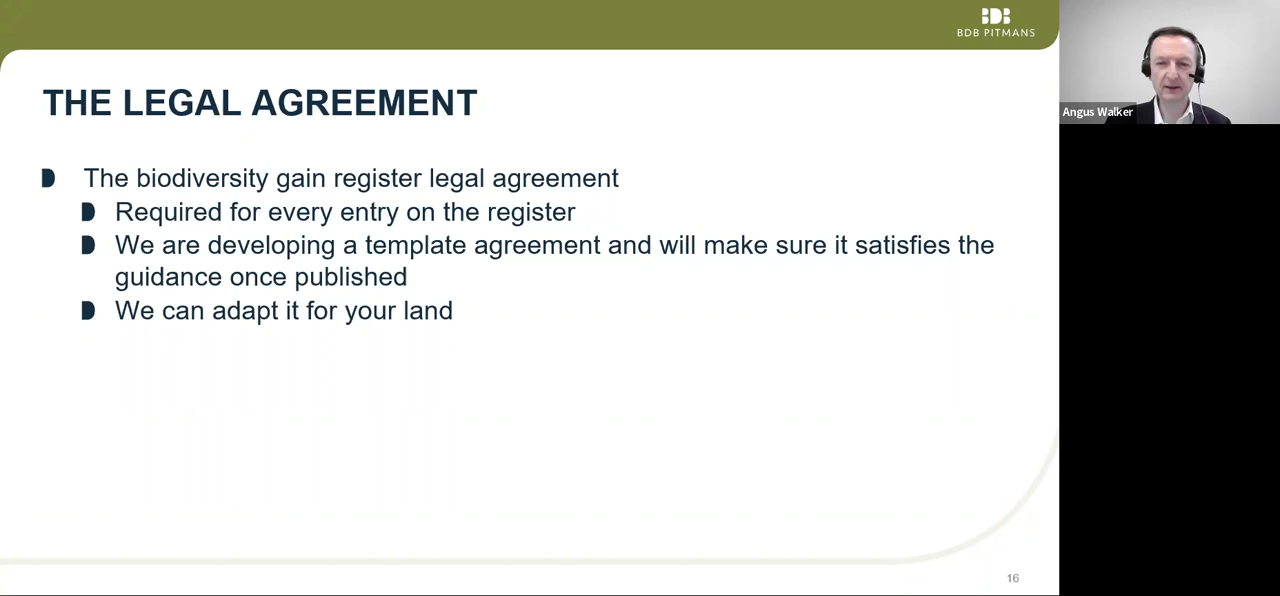 BDB
BDB PITMANS
THE LEGAL AGREEMENT
The biodiversity gain register legal agreement
Required for every entry on the register
We are developing a template agreement and will make sure it satisfies the
guidance once published
We can adapt it for your land
16
Angus Walker